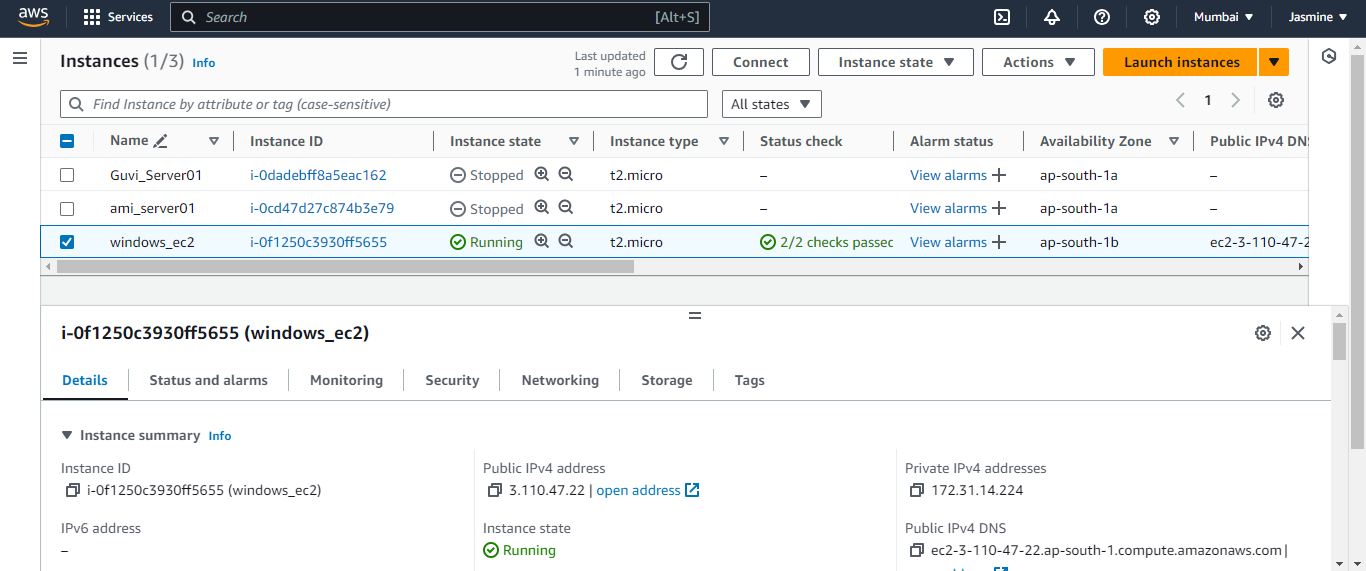 aws Services Search [Alt+S] Mumbai Jasmine
Instances (1/3) Info Last updated 1 minute ago Connect Instance state Actions Launch instances
Find Instance by attribute or tag (case-sensitive) All states 1
Name Instance ID Instance state Instance type Status check Alarm status Availability Zone Public IPv4 DNS
Guvi_Server01 i-0dadebff8a5eac162 Stopped t2.micro – View alarms + ap-south-1a –
ami_server01 i-0cd47d27c874b3e79 Stopped t2.micro – View alarms + ap-south-1a –
windows_ec2 i-0f1250c3930ff5655 Running t2.micro 2/2 checks passed View alarms + ap-south-1b ec2-3-110-47-2
i-0f1250c3930ff5655 (windows_ec2)
Details Status and alarms Monitoring Security Networking Storage Tags
Instance summary Info
Instance ID Public IPv4 address Private IPv4 addresses
i-0f1250c3930ff5655 (windows_ec2) 3.110.47.22 | open address 172.31.14.224
IPv6 address Instance state Public IPv4 DNS
– Running ec2-3-110-47-22.ap-south-1.compute.amazonaws.com |